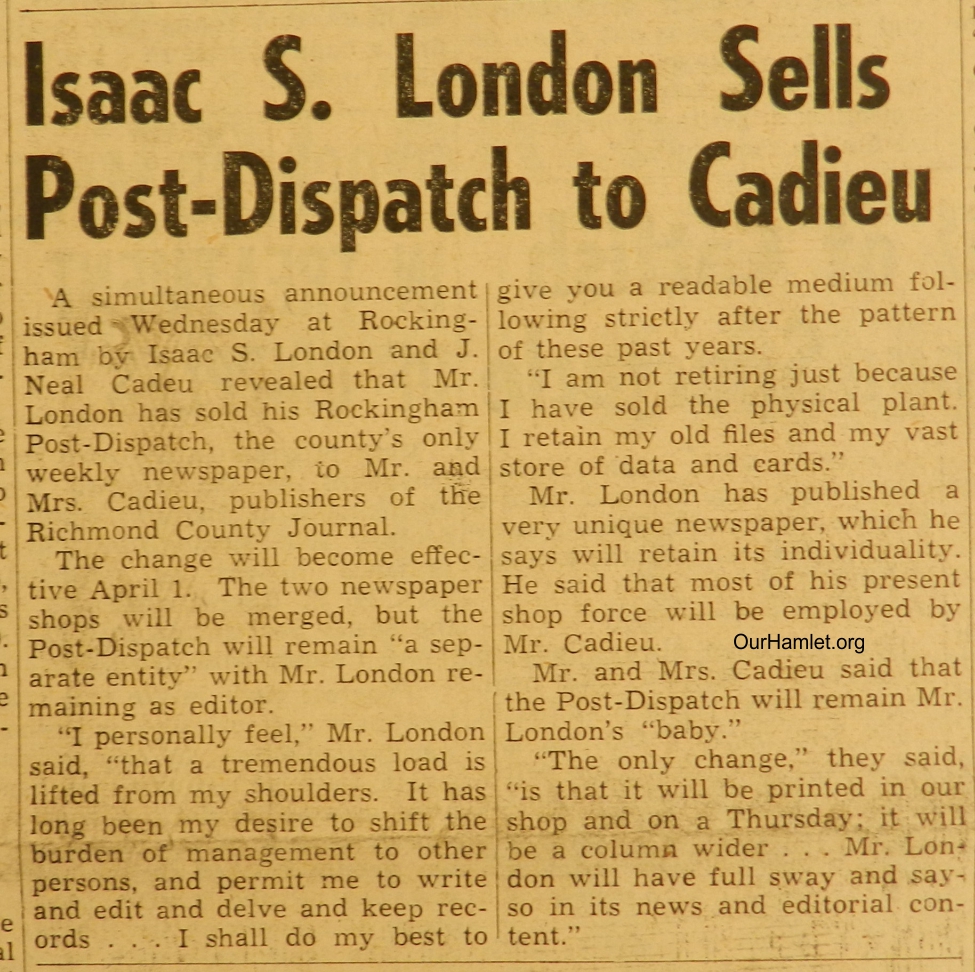 Isaac S. London Sells
Post-Dispatch to Cadieu
A simultaneous announcement
issued Wednesday at Rocking-
ham by Isaac S. London and J.
Neal Cadeu revealed that Mr.
London has sold his Rockingham
Post-Dispatch, the county's only
weekly newspaper, to Mr. and
Mrs. Cadieu, publishers of the
Richmond County Journal.
The change will become effec-
tive April 1. The two newspaper
shops will be merged, but the
Post-Dispatch will remain "a sep-
arate entity" with Mr. London re-
maining as editor.
"I personally feel," Mr. London
said, "that a tremendous load is
lifted from my shoulders. It has
long been my desire to shift the
burden of management to other
persons, and permit me to write
and edit and delve and keep rec-
ords . . . I shall do my best to
give you a readable medium fol-
lowing strictly after the pattern
of these past years.
"I am not retiring just because
I have sold the physical plant.
I retain my old files and my vast
store of data and cards."
Mr. London has published a
very unique newspaper, which he
says will retain its individuality.
He said that most of his present
shop force will be employed by
Mr. Cadieu.
OurHamlet.org
Mr. and Mrs. Cadieu said that
the Post-Dispatch will remain Mr.
London's "baby."
"The only change," they said,
"is that it will be printed in our
shop and on a Thursday; it will
be a column wider . . . Mr. Lon-
don will have full sway and say-
so in its news and editorial con-
tent."